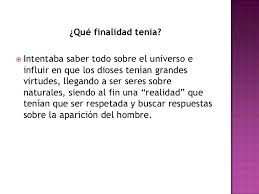 ¿Qué finalidad tenia?
Intentaba saber todo sobre el universo e
influir en que los dioses tenían grandes
virtudes, llegando a ser seres sobre
naturales, siendo al fin una “realidad” que
tenían que ser respetada y buscar respuestas
sobre la aparición del hombre.